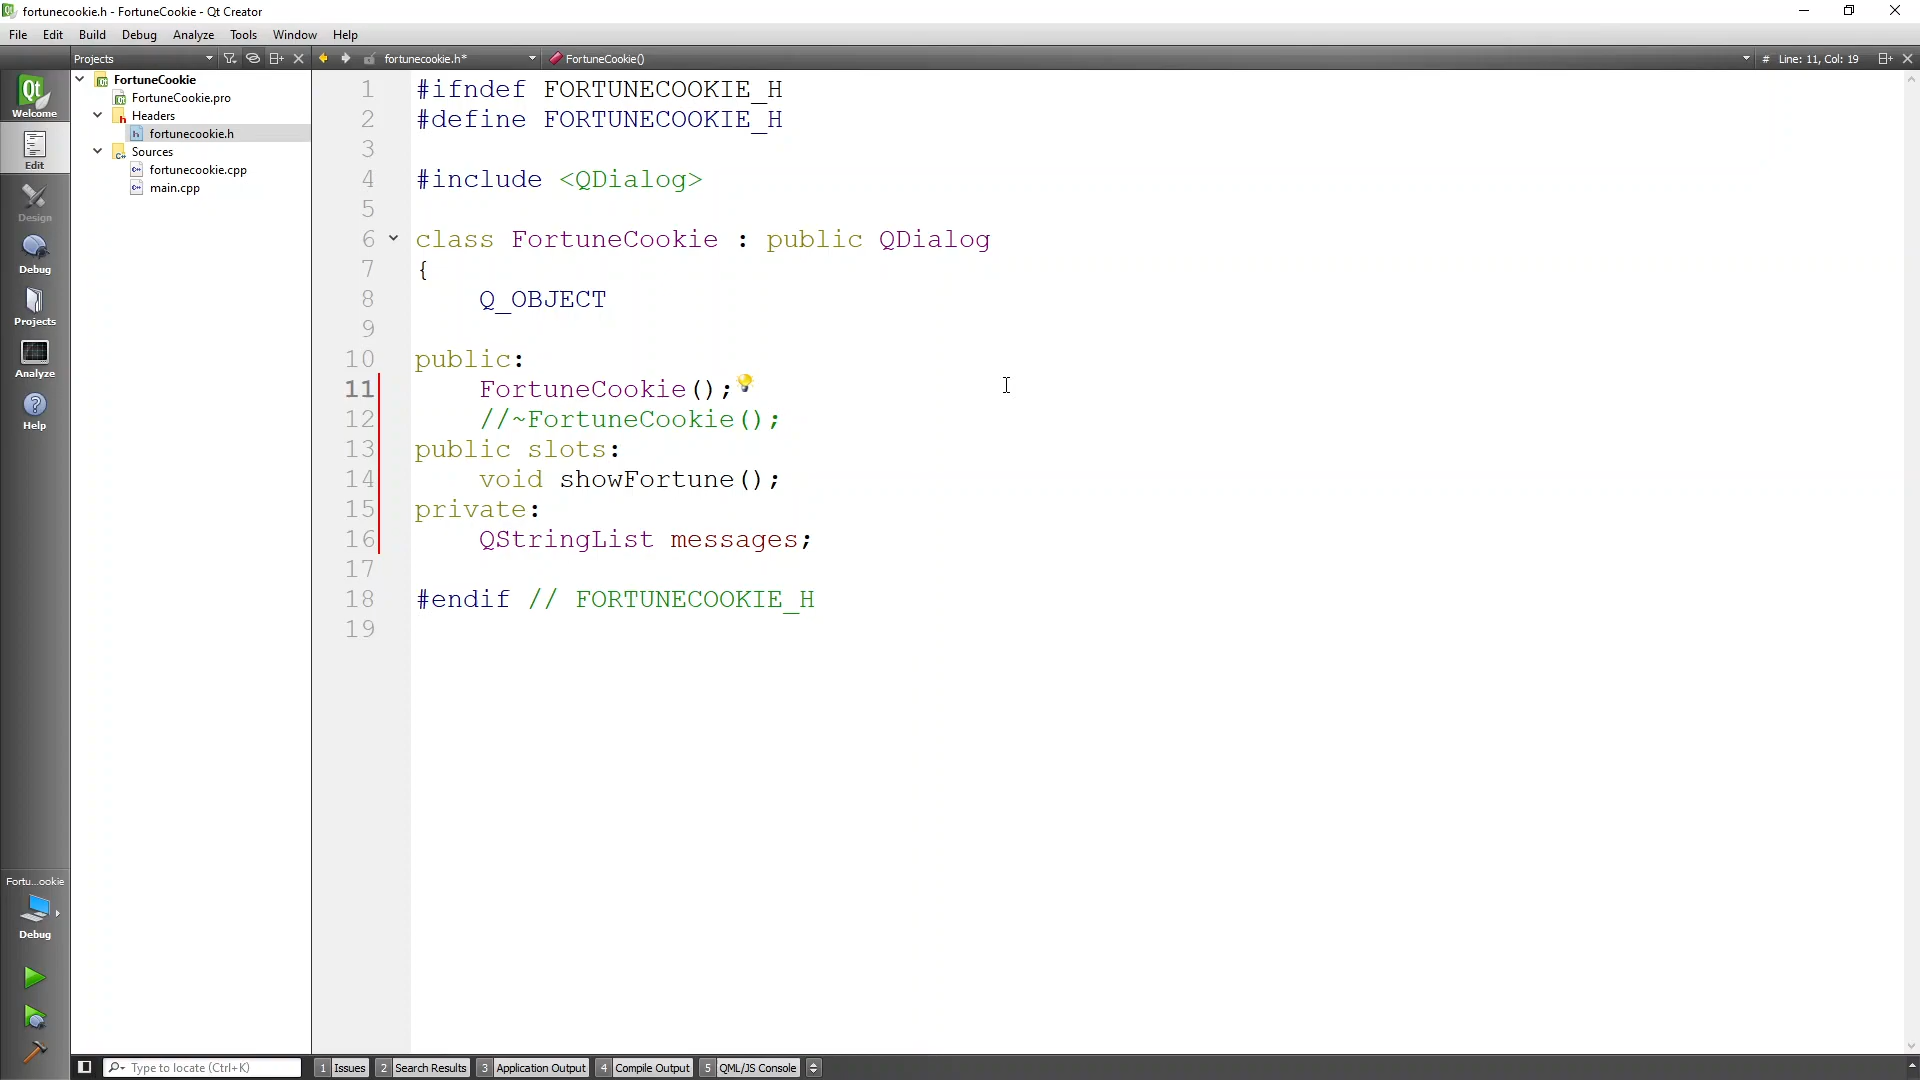 fortunecookie.h - FortuneCookie - Qt Creator
File Edit Build Debug Analyze Tools Window Help
Projects fortunecookie.h* FortuneCookie() # Line: 11, Col: 19
Welcome
Edit
Design
Debug
Projects
Analyze
Help
FortuneCookie
FortuneCookie.pro
Headers
fortunecookie.h
Sources
fortunecookie.cpp
main.cpp
1 #ifndef FORTUNECOOKIE_H
2 #define FORTUNECOOKIE_H
3
4 #include <QDialog>
5
6 class FortuneCookie : public QDialog
7 {
8 Q_OBJECT
9
10 public:
11 FortuneCookie();
12 //~FortuneCookie();
13 public slots:
14 void showFortune();
15 private:
16 QStringList messages;
17
18 #endif // FORTUNECOOKIE_H
19
Fortu...ookie
Debug
Type to locate (Ctrl+K) 1 Issues 2 Search Results 3 Application Output 4 Compile Output 5 QML/JS Console